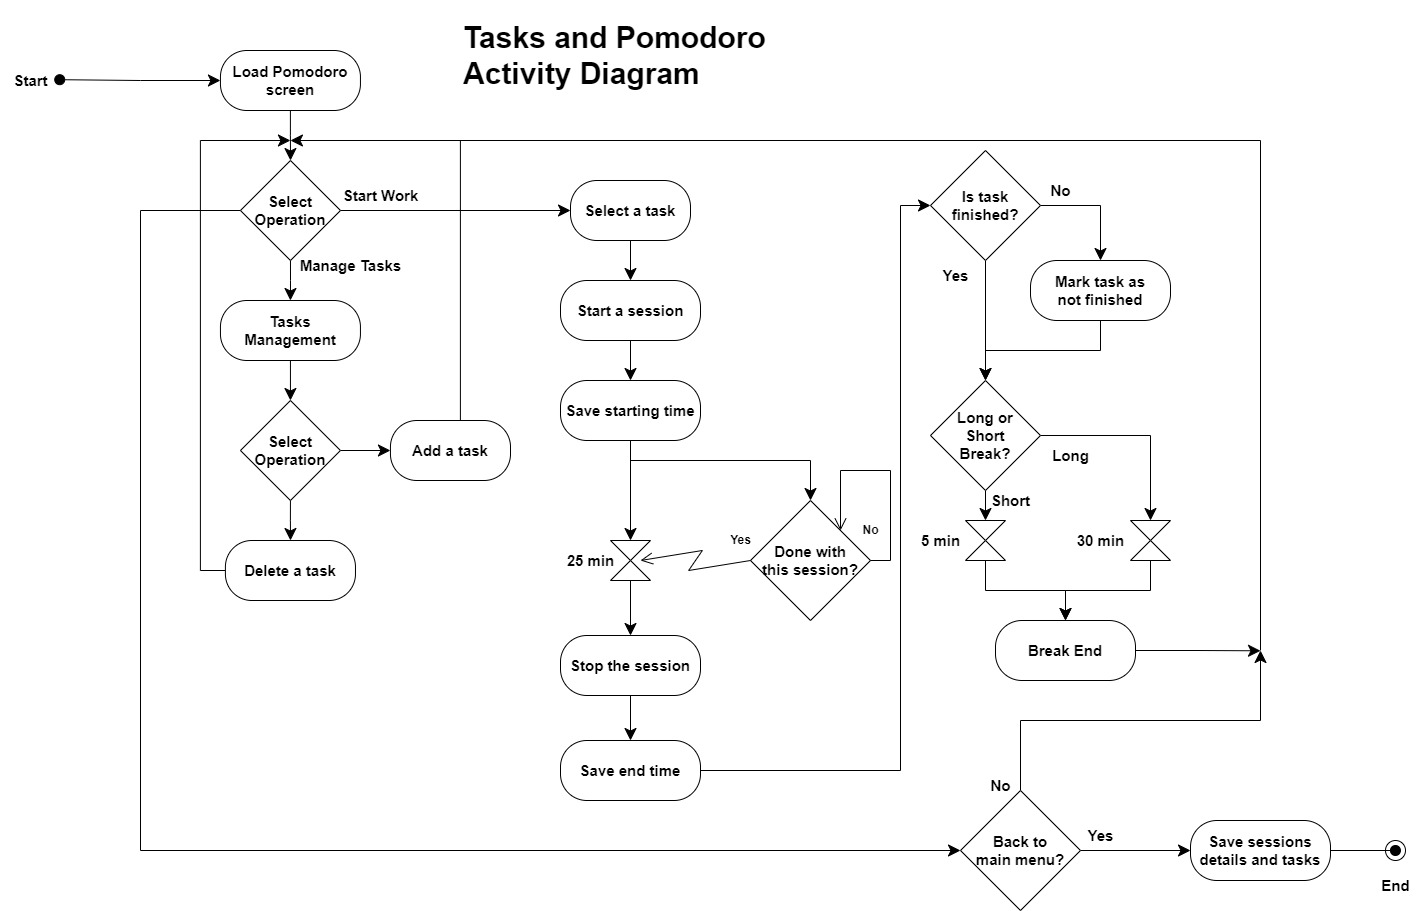 Tasks and Pomodoro
Activity Diagram
Start
Load Pomodoro
screen
Select
Operation
Start Work
Manage Tasks
Tasks
Management
Select
Operation
Add a task
Delete a task
Select a task
Start a session
Save starting time
25 min
Yes
Done with
this session?
No
Stop the session
Save end time
Is task
finished?
No
Yes
Mark task as
not finished
Long or
Short
Break?
Long
Short
5 min
30 min
Break End
No
Back to
main menu?
Yes
Save sessions
details and tasks
End